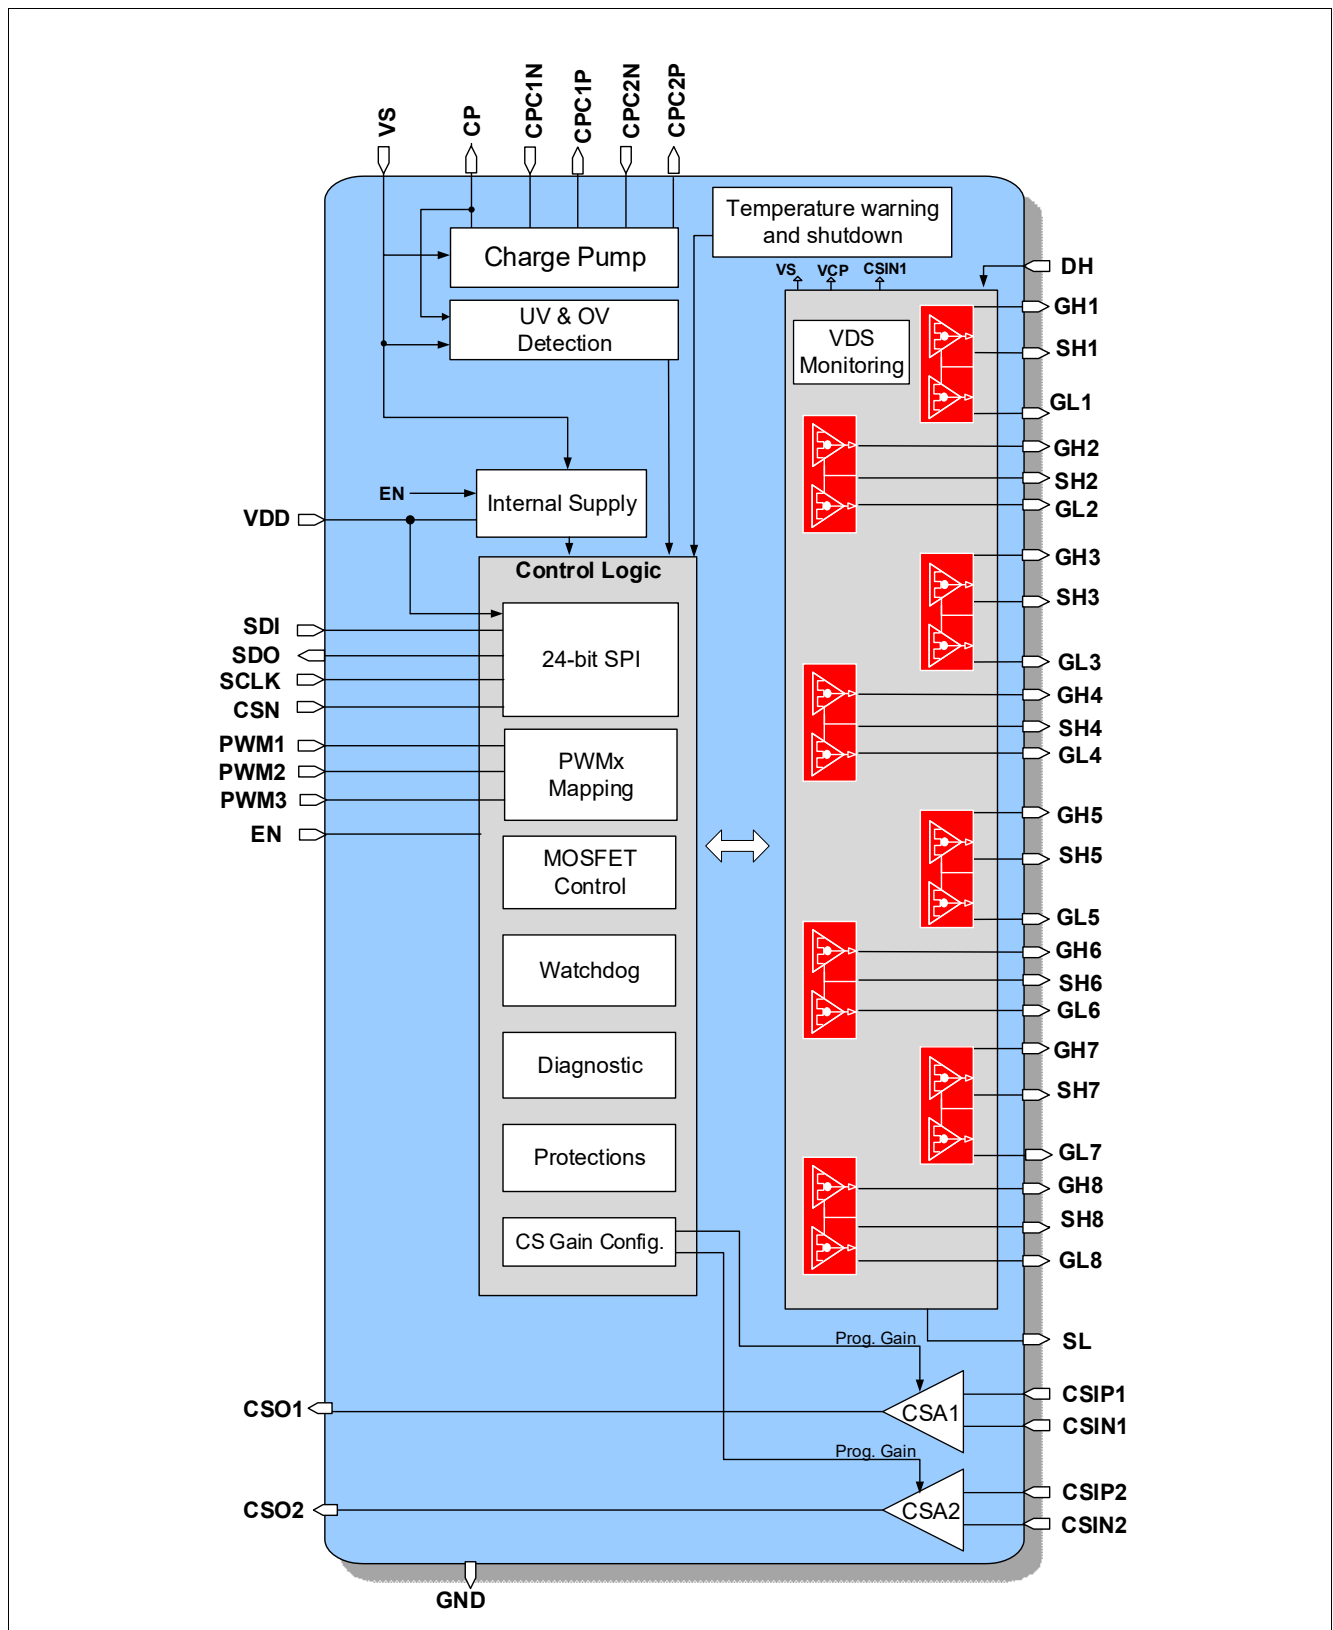 VS
CP
CPC1N
CPC1P
CPC2N
CPC2P
Temperature warning
and shutdown
Charge Pump
UV & OV
Detection
VS
VCP
CSIN1
DH
VDS
Monitoring
GH1
SH1
GL1
GH2
SH2
GL2
GH3
SH3
GL3
GH4
SH4
GL4
GH5
SH5
GL5
GH6
SH6
GL6
GH7
SH7
GL7
GH8
SH8
GL8
SL
EN
Internal Supply
VDD
Control Logic
SDI
SDO
SCLK
CSN
24-bit SPI
PWM1
PWM2
PWM3
PWMx
Mapping
EN
MOSFET
Control
Watchdog
Diagnostic
Protections
CS Gain Config.
Prog. Gain
CSA1
CSIP1
CSIN1
CSO1
Prog. Gain
CSA2
CSIP2
CSIN2
CSO2
GND